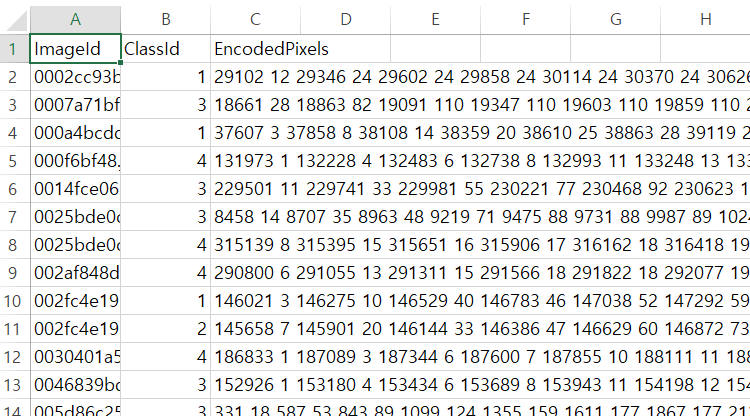 A B C D E F G H
1 ImageId ClassId EncodedPixels
2 0002cc93b 1 29102 12 29346 24 29602 24 29858 24 30114 24 30370 24 30626
3 0007a71bf 3 18661 28 18863 82 19091 110 19347 110 19603 110 19859 110 2
4 000a4bcdc 1 37607 3 37858 8 38108 14 38359 20 38610 25 38863 28 39119 2
5 000f6bf48. 4 131973 1 132228 4 132483 6 132738 8 132993 11 133248 13 133
6 0014fce06 3 229501 11 229741 33 229981 55 230221 77 230468 92 230623 1
7 0025bde0c 3 8458 14 8707 35 8963 48 9219 71 9475 88 9731 88 9987 89 1024
8 0025bde0c 4 315139 8 315395 15 315651 16 315906 17 316162 18 316418 19
9 002af848d 4 290800 6 291055 13 291311 15 291566 18 291822 18 292077 19
10 002fc4e19 1 146021 3 146275 10 146529 40 146783 46 147038 52 147292 59
11 002fc4e19 2 145658 7 145901 20 146144 33 146386 47 146629 60 146872 73
12 0030401a5 4 186833 1 187089 3 187344 6 187600 7 187855 10 188111 11 188
13 0046839bc 3 152926 1 153180 4 153434 6 153689 8 153943 11 154198 12 154
14 005d86c25 3 331 18 587 53 843 89 1099 124 1355 159 1611 177 1867 177 21